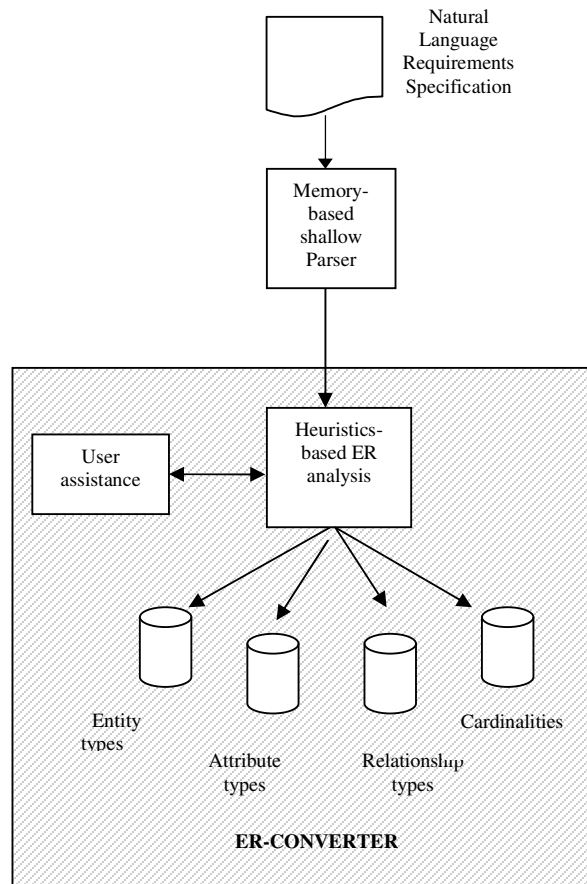 Natural
Language
Requirements
Specification
Memory-
based
shallow
Parser
Heuristics-
based ER
analysis
User
assistance
Entity
types
Attribute
types
Relationship
types
Cardinalities
ER-CONVERTER